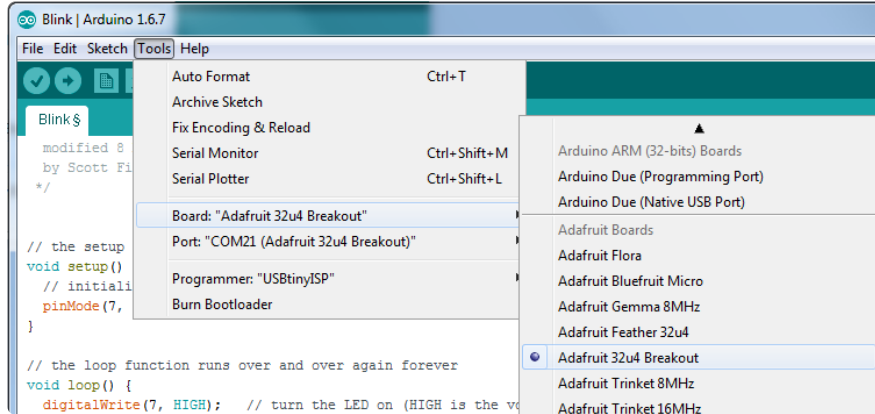 Blink | Arduino 1.6.7
File Edit Sketch Tools Help
Auto Format Ctrl+T
Archive Sketch
Fix Encoding & Reload
Serial Monitor Ctrl+Shift+M
Serial Plotter Ctrl+Shift+L
Board: "Adafruit 32u4 Breakout"
Port: "COM21 (Adafruit 32u4 Breakout)"
Programmer: "USBtinyISP"
Burn Bootloader
Arduino ARM (32-bits) Boards
Arduino Due (Programming Port)
Arduino Due (Native USB Port)
Adafruit Boards
Adafruit Flora
Adafruit Bluefruit Micro
Adafruit Gemma 8MHz
Adafruit Feather 32u4
Adafruit 32u4 Breakout
Adafruit Trinket 8MHz
Adafruit Trinket 16MHz
Blink §
modified 8
by Scott Fi
*/
// the setup
void setup()
// initiali
pinMode(7,
}
// the loop function runs over and over again forever
void loop() {
digitalWrite(7, HIGH); // turn the LED on (HIGH is the vo